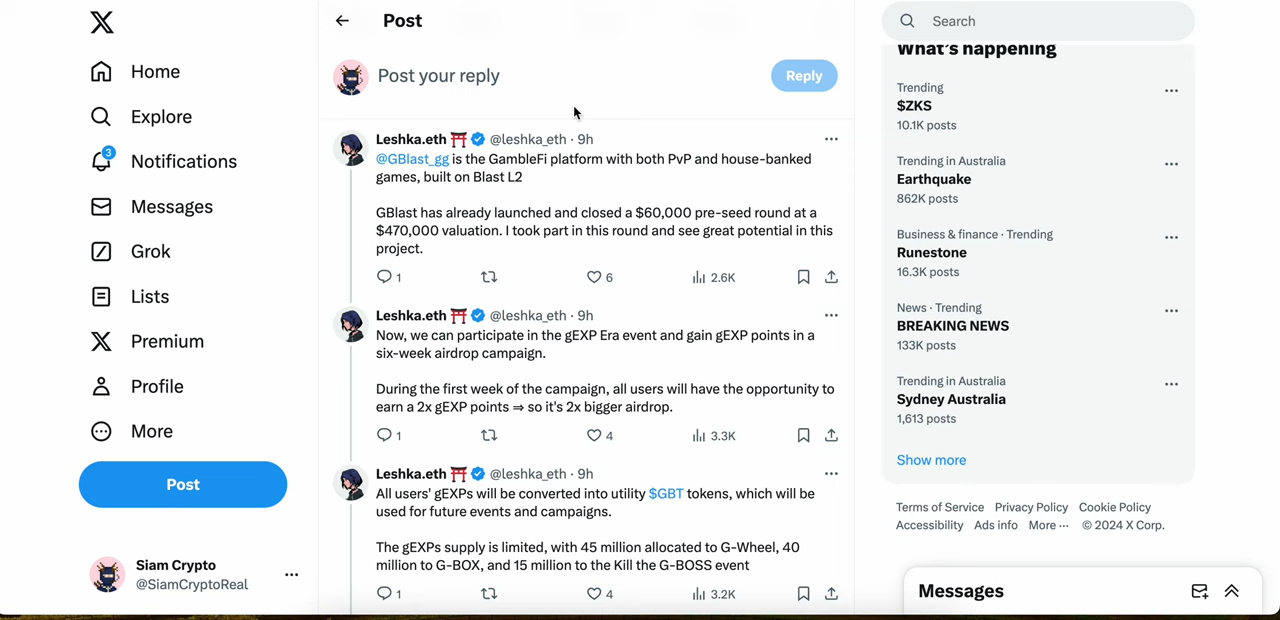 Home
Explore
3
Notifications
Messages
Grok
Lists
Premium
Profile
More
Post
Siam Crypto
@SiamCryptoReal
Post
Post your reply
Reply
Leshka.eth ⛩️ @leshka_eth · 9h
@GBlast_gg is the GambleFi platform with both PvP and house-banked
games, built on Blast L2
GBlast has already launched and closed a $60,000 pre-seed round at a
$470,000 valuation. I took part in this round and see great potential in this
project.
1 6 2.6K
Leshka.eth ⛩️ @leshka_eth · 9h
Now, we can participate in the gEXP Era event and gain gEXP points in a
six-week airdrop campaign.
During the first week of the campaign, all users will have the opportunity to
earn a 2x gEXP points ⇒ so it's 2x bigger airdrop.
1 4 3.3K
Leshka.eth ⛩️ @leshka_eth · 9h
All users' gEXPs will be converted into utility $GBT tokens, which will be
used for future events and campaigns.
The gEXPs supply is limited, with 45 million allocated to G-Wheel, 40
million to G-BOX, and 15 million to the Kill the G-BOSS event
1 4 3.2K
Search
What's happening
Trending
$ZKS
10.1K posts
Trending in Australia
Earthquake
862K posts
Business & finance · Trending
Runestone
16.3K posts
News · Trending
BREAKING NEWS
133K posts
Trending in Australia
Sydney Australia
1,613 posts
Show more
Terms of Service Privacy Policy Cookie Policy
Accessibility Ads info More ··· © 2024 X Corp.
Messages